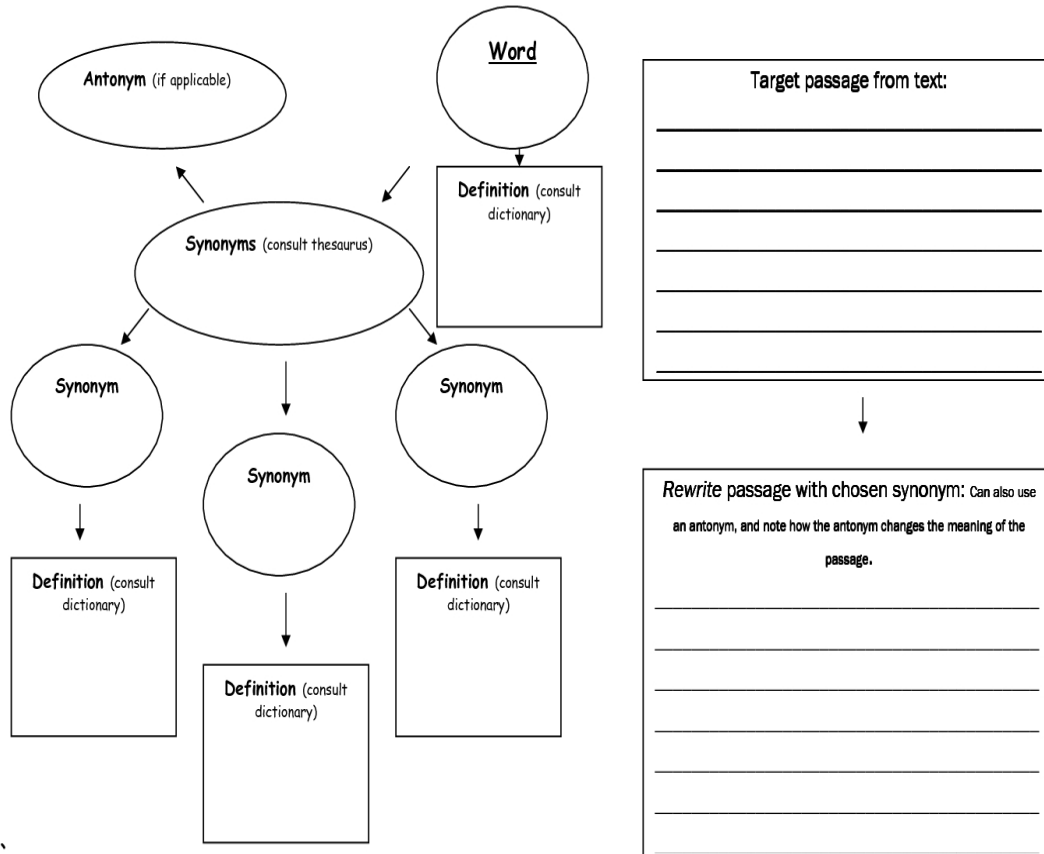 Word
Antonym (if applicable)
Definition (consult
dictionary)
Synonyms (consult thesaurus)
Synonym
Synonym
Synonym
Definition (consult
dictionary)
Definition (consult
dictionary)
Definition (consult
dictionary)
Target passage from text:
Rewrite passage with chosen synonym: Can also use
an antonym, and note how the antonym changes the meaning of the
passage.